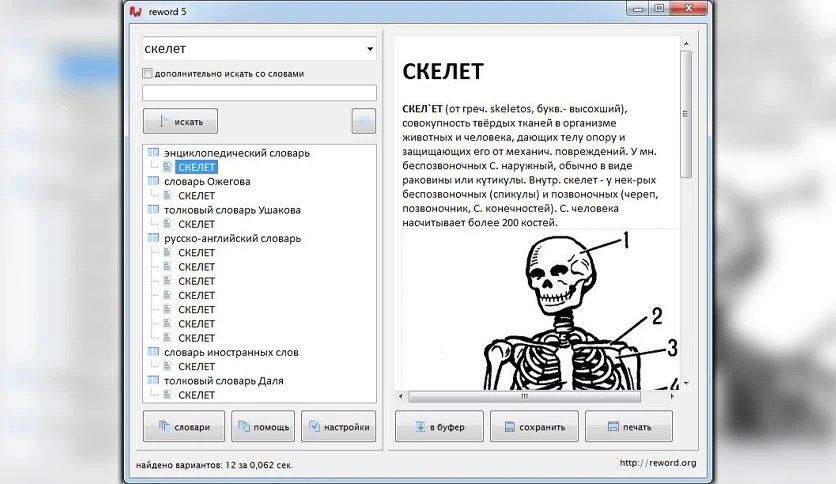 reword 5
скелет
дополнительно искать со словами
искать
энциклопедический словарь
СКЕЛЕТ
словарь Ожегова
СКЕЛЕТ
толковый словарь Ушакова
СКЕЛЕТ
русско-английский словарь
СКЕЛЕТ
СКЕЛЕТ
СКЕЛЕТ
СКЕЛЕТ
СКЕЛЕТ
СКЕЛЕТ
СКЕЛЕТ
словарь иностранных слов
СКЕЛЕТ
толковый словарь Даля
СКЕЛЕТ
словари
помощь
настройки
найдено вариантов: 12 за 0,062 сек.
СКЕЛЕТ
СКЕЛ`ЕТ (от греч. skeletos, букв.- высохший),
совокупность твёрдых тканей в организме
животных и человека, дающих телу опору и
защищающих его от механич. повреждений. У мн.
беспозвоночных С. наружный, обычно в виде
раковины или кутикулы. Внутр. скелет - у нек-рых
беспозвоночных (спикулы) и позвоночных (череп,
позвоночник, С. конечностей). С. человека
насчитывает более 200 костей.
1
2
3
4
в буфер
сохранить
печать
http://reword.org